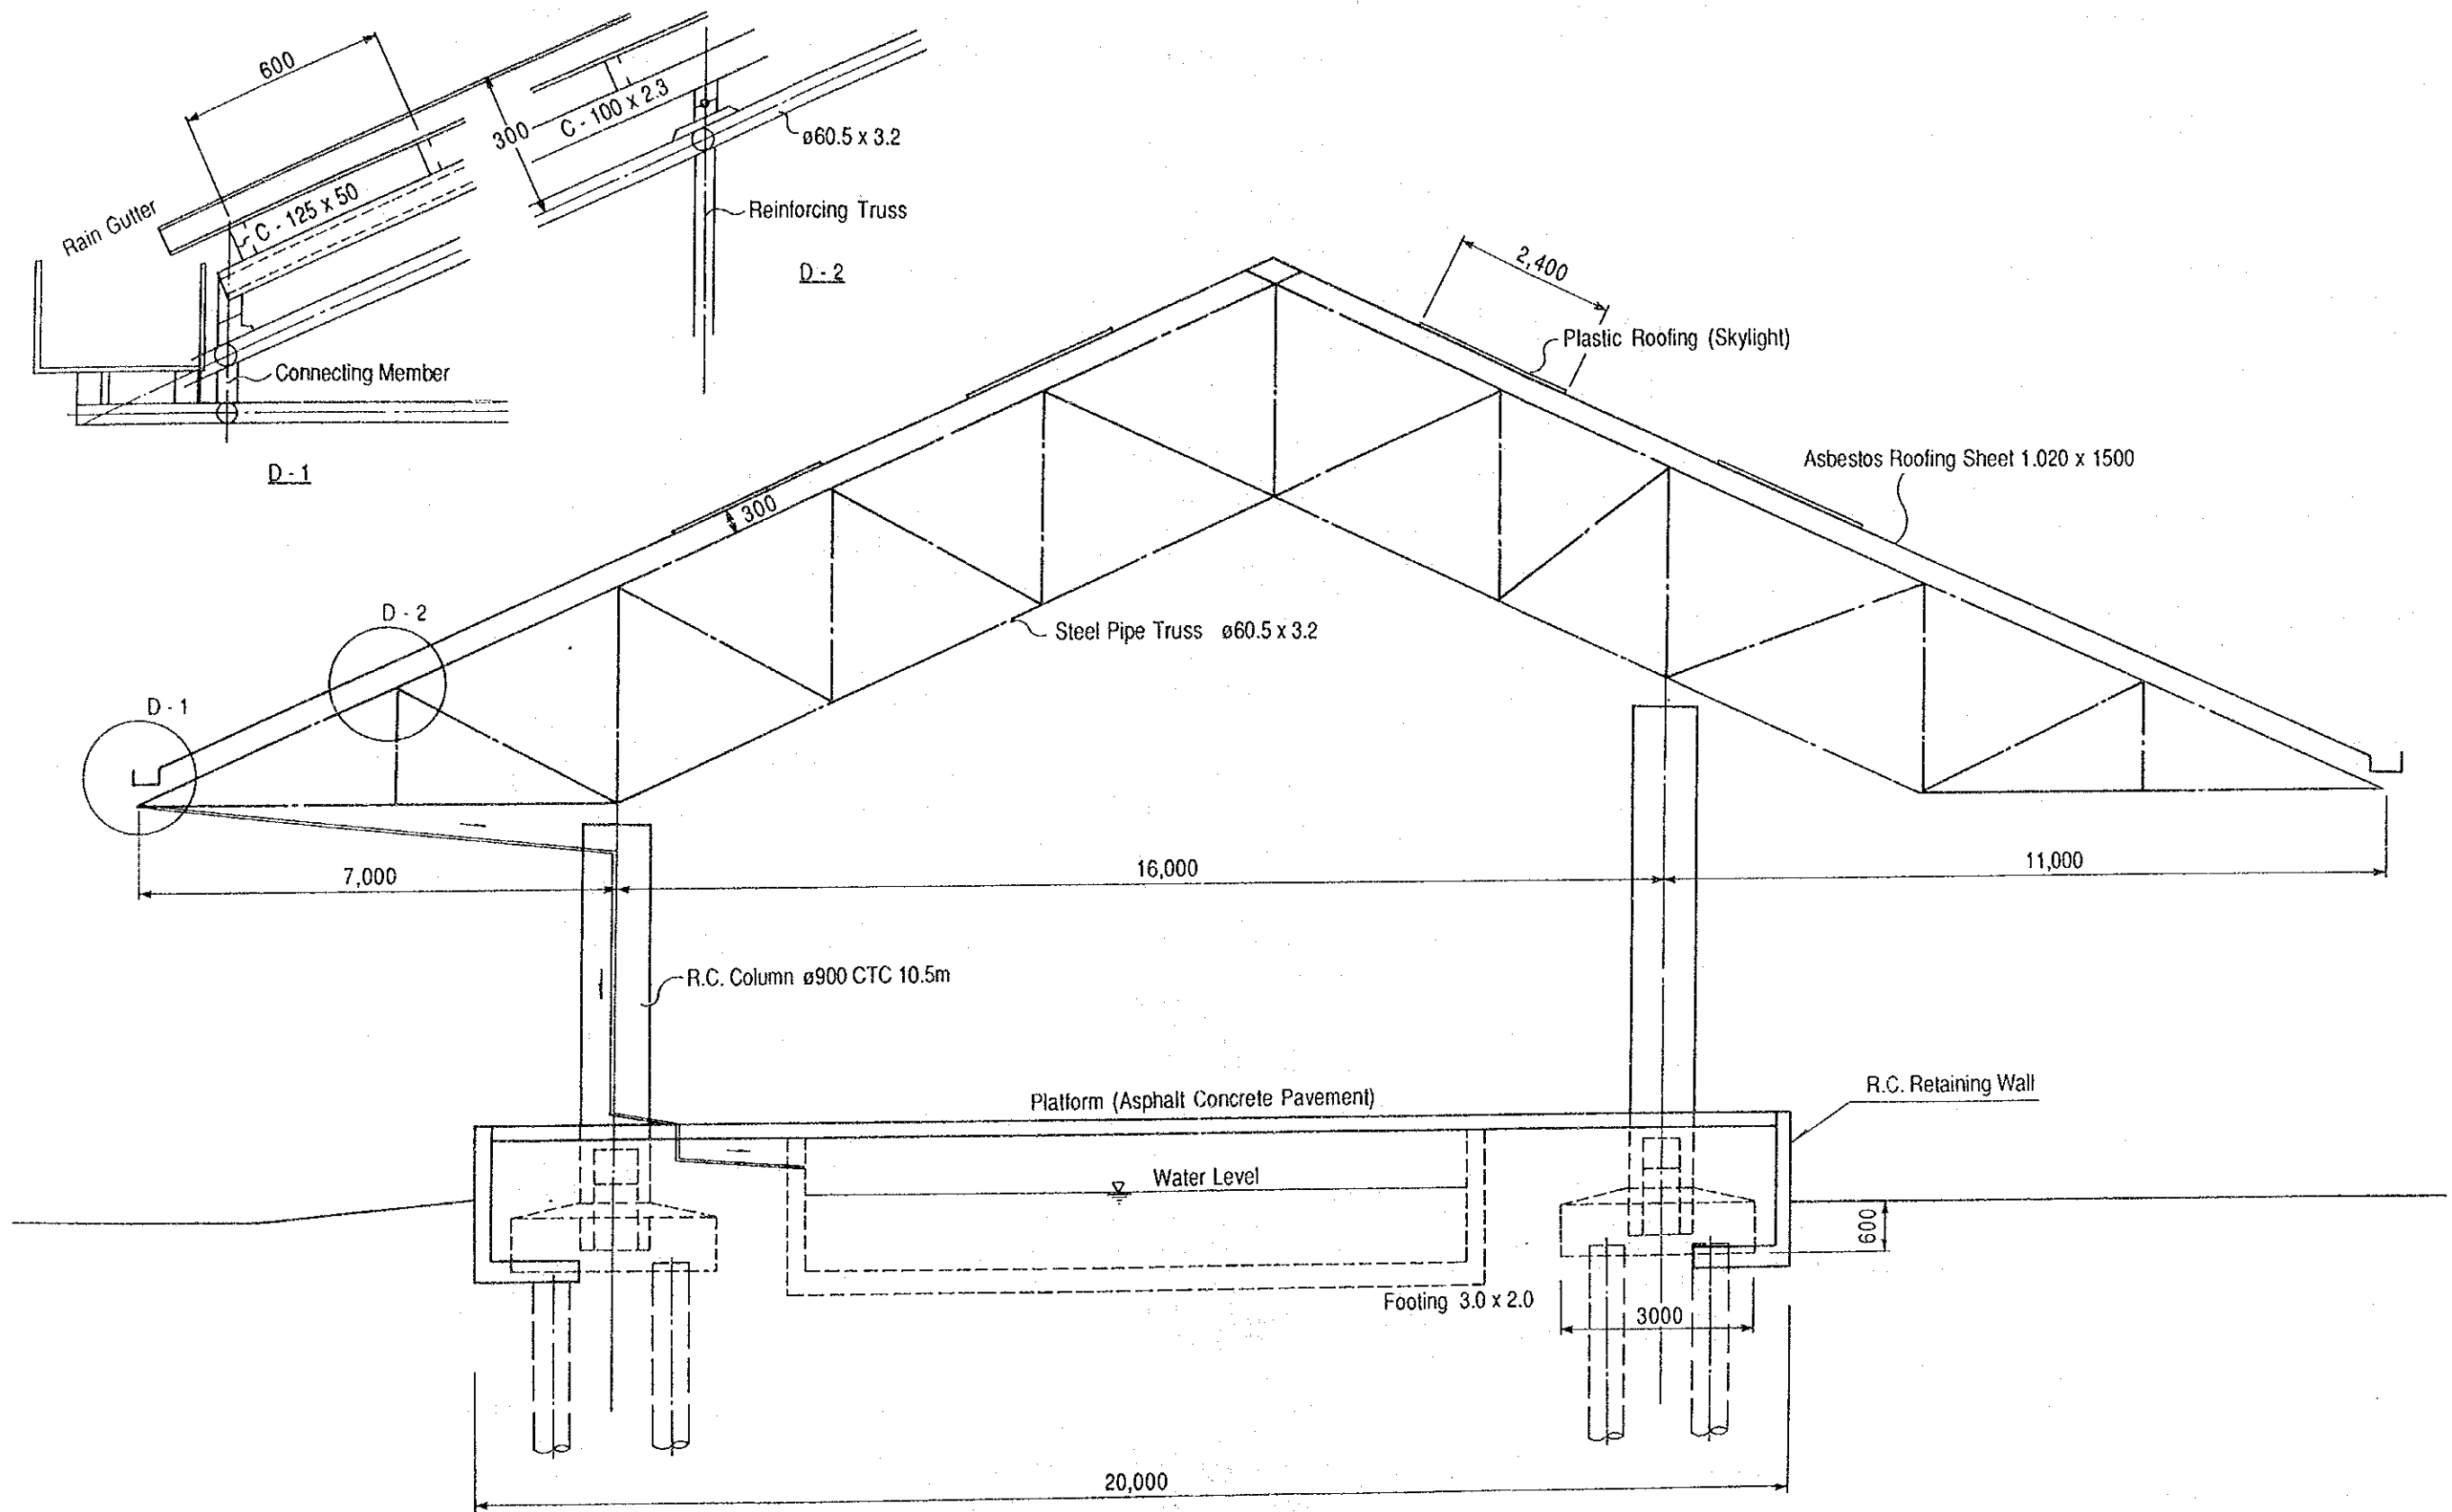 600
300
C - 100 x 2.3
ø60.5 x 3.2
C - 125 x 50
Rain Gutter
Reinforcing Truss
D - 2
Connecting Member
D - 1
2,400
Plastic Roofing (Skylight)
Asbestos Roofing Sheet 1.020 x 1500
300
Steel Pipe Truss ø60.5 x 3.2
D - 2
D - 1
7,000
16,000
11,000
R.C. Column ø900 CTC 10.5m
Platform (Asphalt Concrete Pavement)
R.C. Retaining Wall
Water Level
600
Footing 3.0 x 2.0
3000
20,000